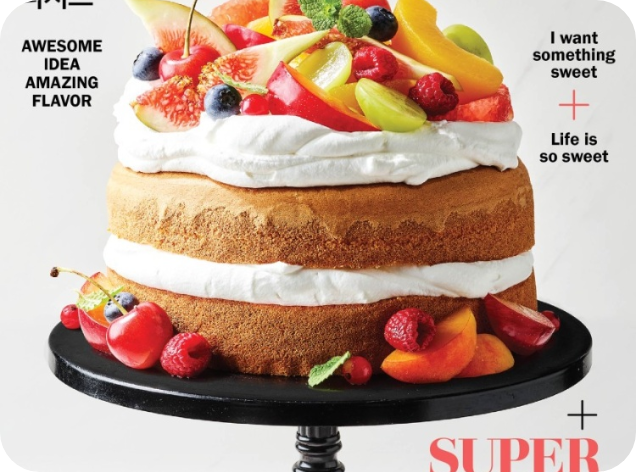 AWESOME
IDEA
AMAZING
FLAVOR
I want
something
sweet
+
Life is
so sweet
+
SUPER